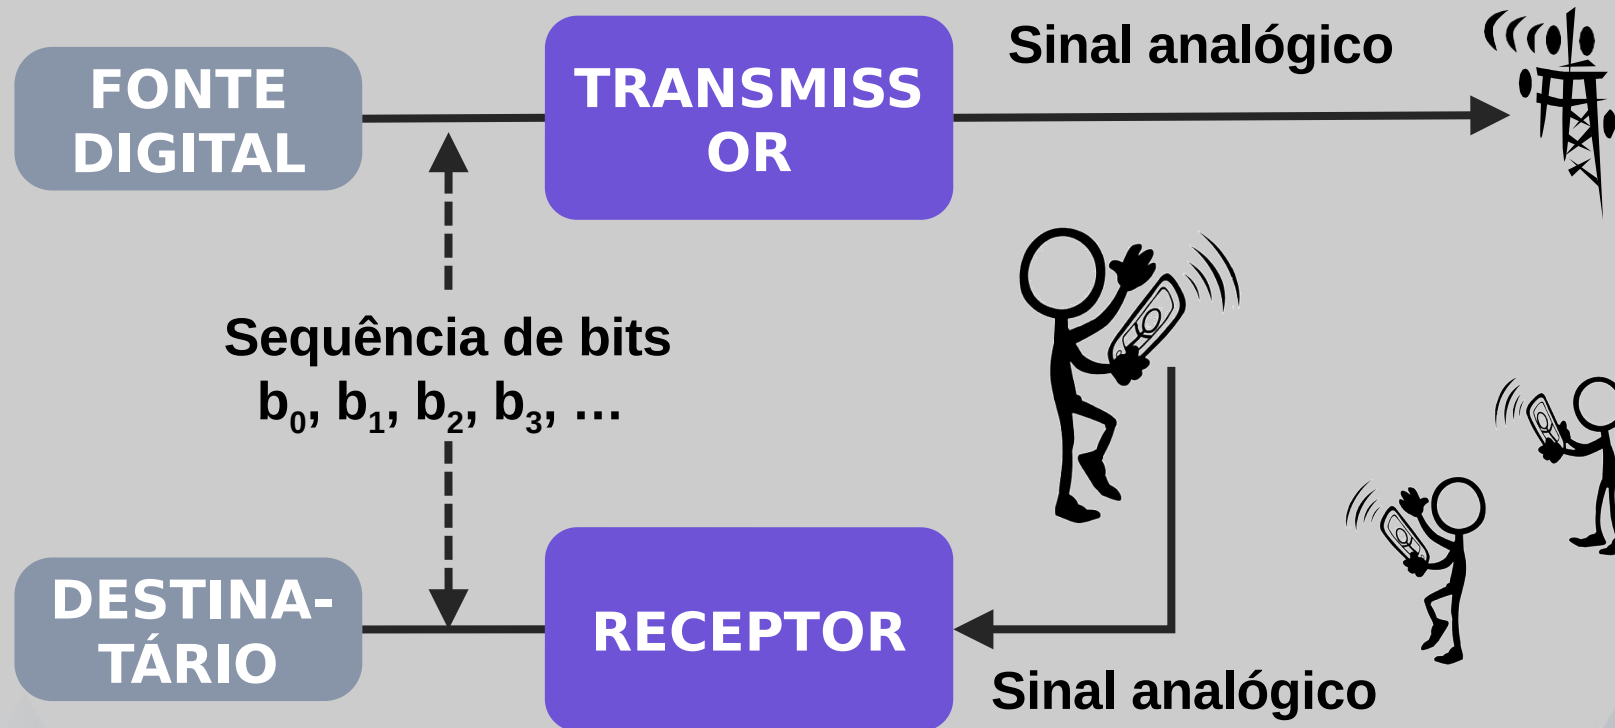 FONTE
DIGITAL
TRANSMISS
OR
Sinal analógico
Sequência de bits
b₀, b₁, b₂, b₃, …
DESTINA-
TÁRIO
RECEPTOR
Sinal analógico